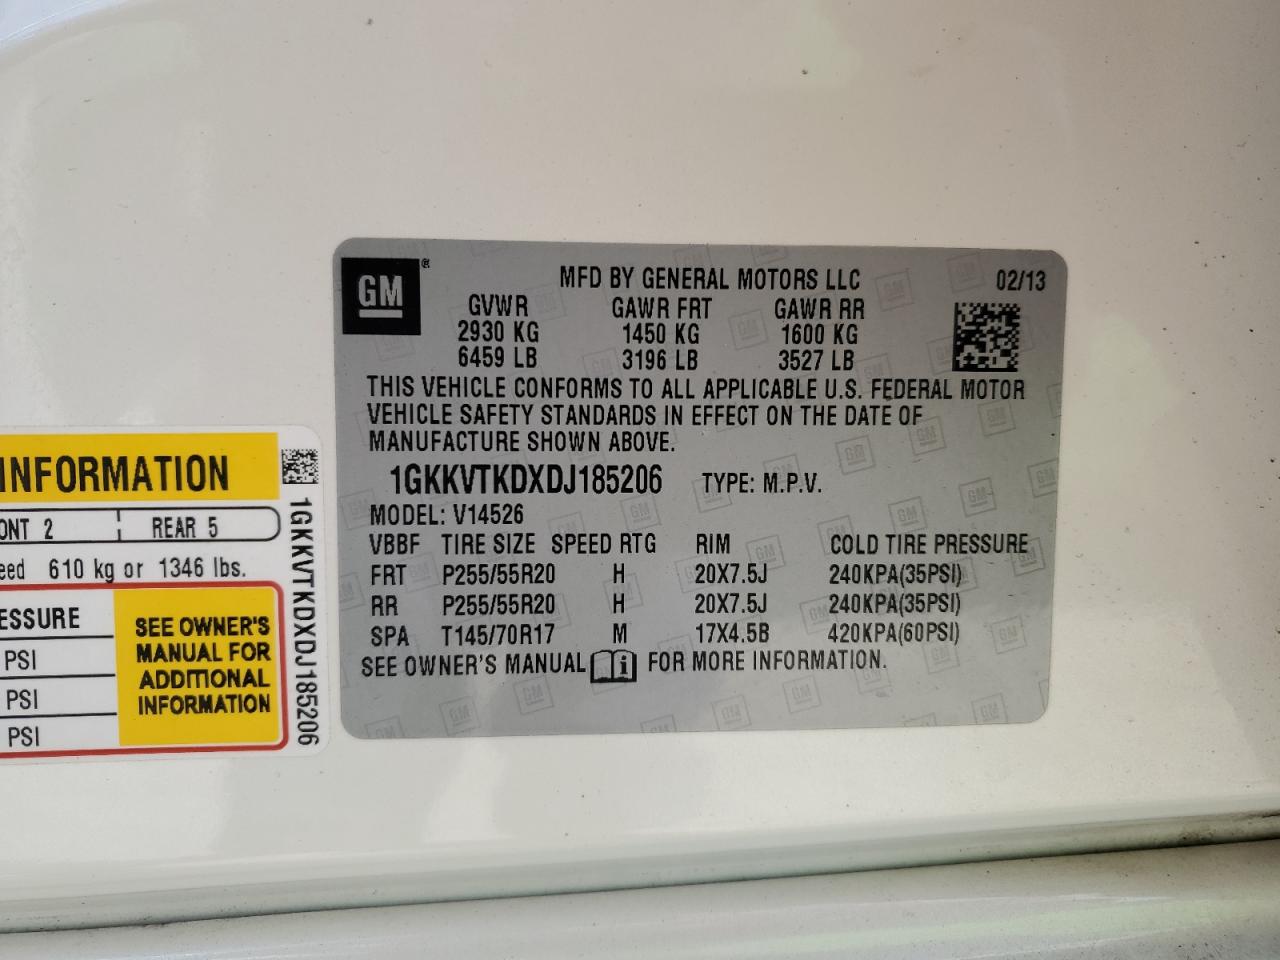 GM®
MFD BY GENERAL MOTORS LLC 02/13
GVWR GAWR FRT GAWR RR
2930 KG 1450 KG 1600 KG
6459 LB 3196 LB 3527 LB
THIS VEHICLE CONFORMS TO ALL APPLICABLE U.S. FEDERAL MOTOR
VEHICLE SAFETY STANDARDS IN EFFECT ON THE DATE OF
MANUFACTURE SHOWN ABOVE.
1GKKVTKDXDJ185206 TYPE: M.P.V.
MODEL: V14526
VBBF TIRE SIZE SPEED RTG RIM COLD TIRE PRESSURE
FRT P255/55R20 H 20X7.5J 240KPA(35PSI)
RR P255/55R20 H 20X7.5J 240KPA(35PSI)
SPA T145/70R17 M 17X4.5B 420KPA(60PSI)
SEE OWNER'S MANUAL FOR MORE INFORMATION.
INFORMATION
ONT 2 REAR 5
eed 610 kg or 1346 lbs.
ESSURE
PSI
PSI
PSI
SEE OWNER'S
MANUAL FOR
ADDITIONAL
INFORMATION
1GKKVTKDXDJ185206